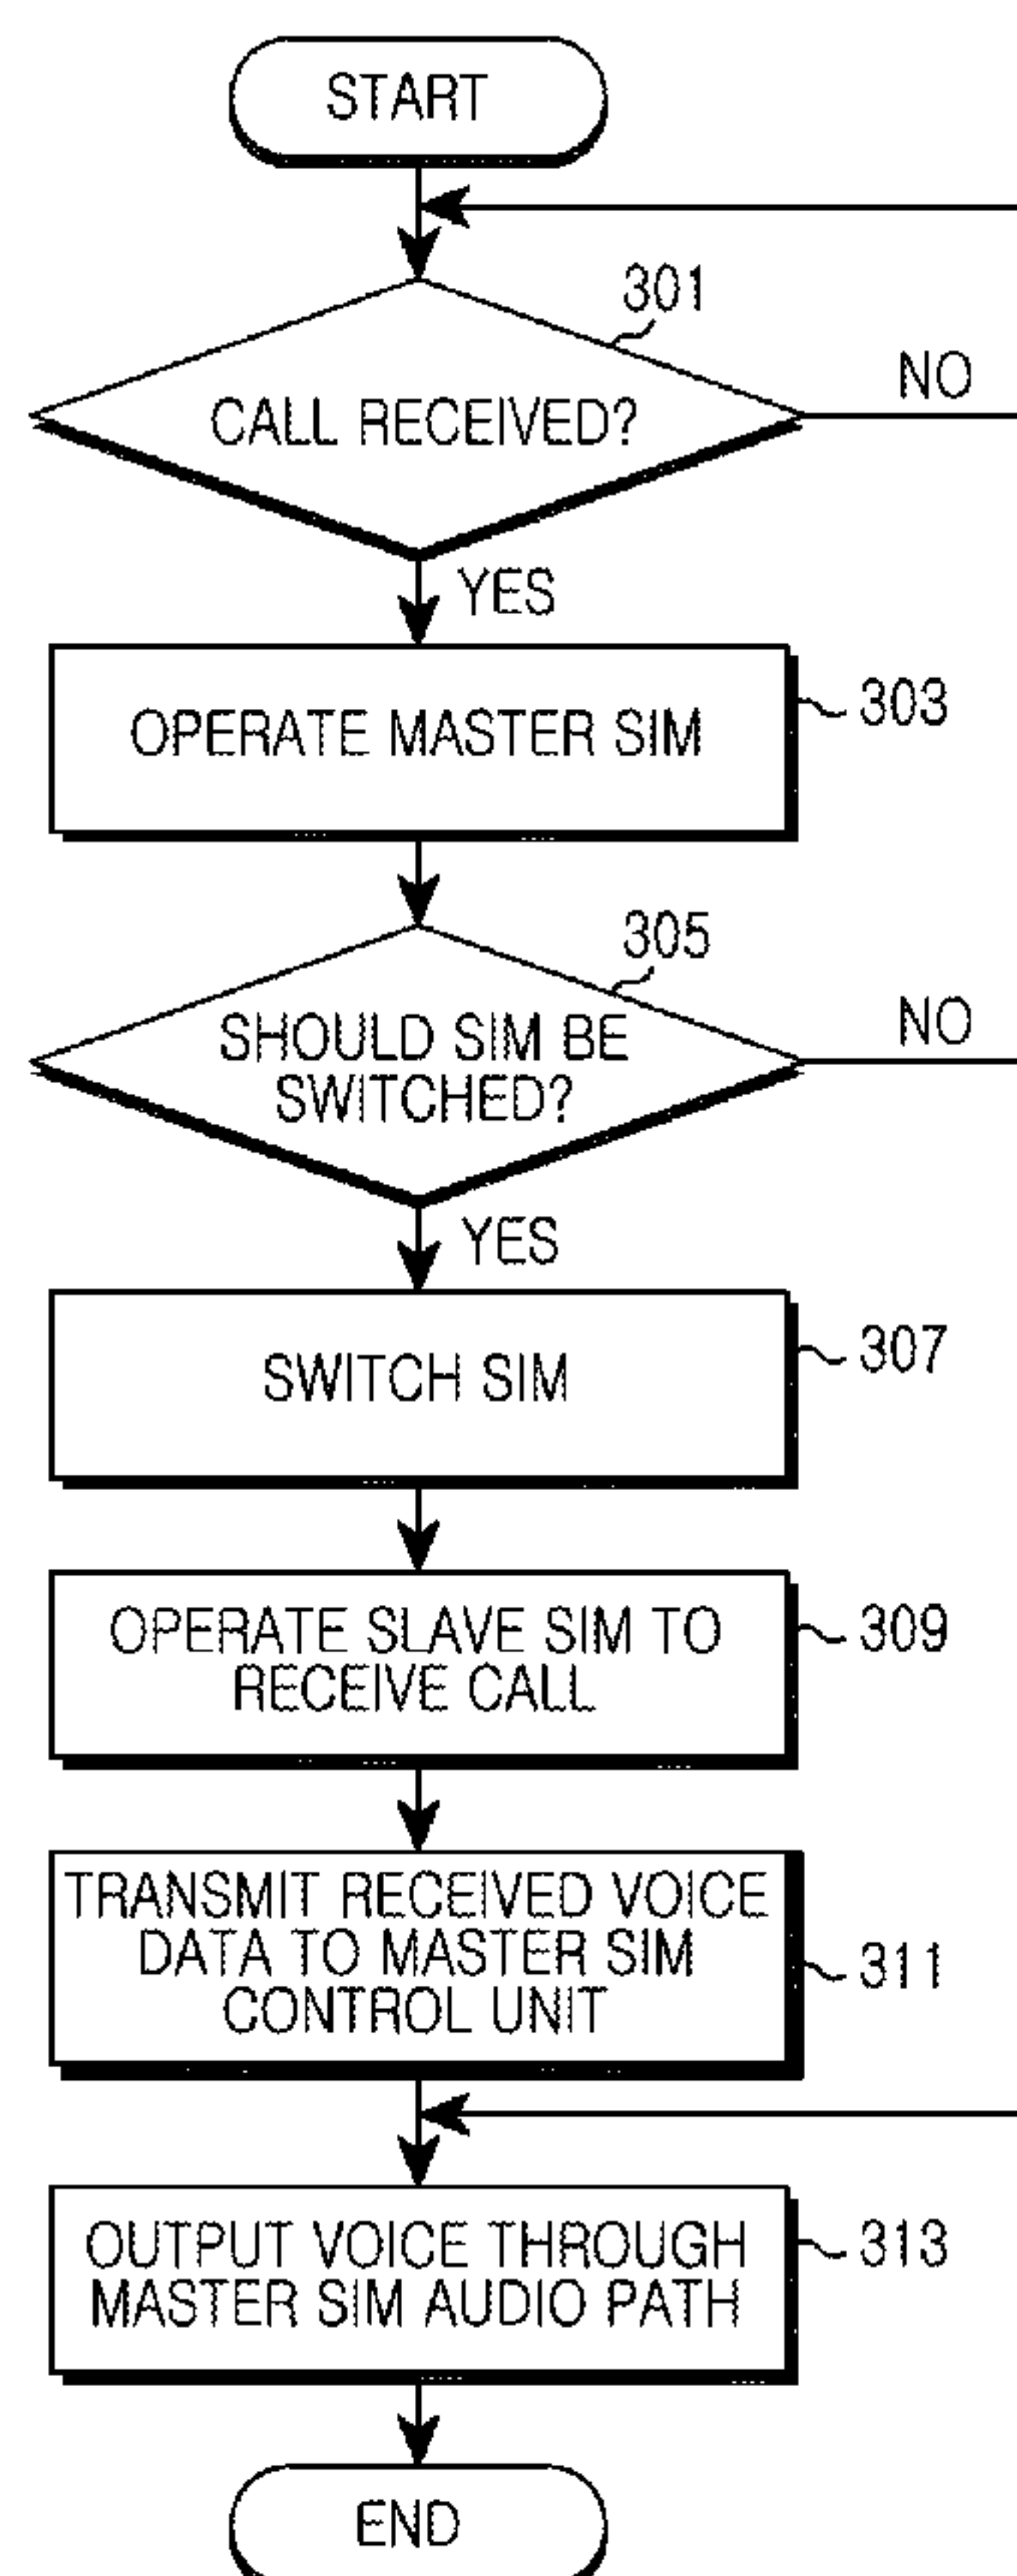 START
301
CALL RECEIVED?
NO
YES
OPERATE MASTER SIM
303
305
SHOULD SIM BE
SWITCHED?
NO
YES
SWITCH SIM
307
OPERATE SLAVE SIM TO
RECEIVE CALL
309
TRANSMIT RECEIVED VOICE
DATA TO MASTER SIM
CONTROL UNIT
311
OUTPUT VOICE THROUGH
MASTER SIM AUDIO PATH
313
END